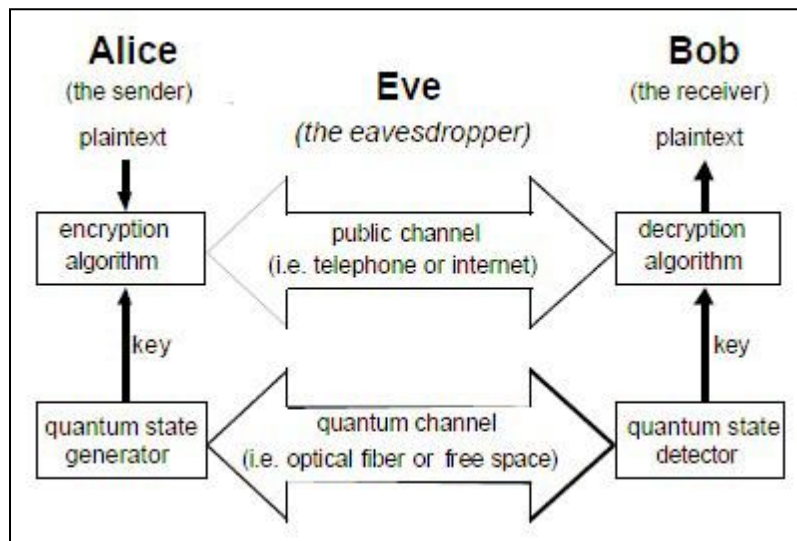 Alice
(the sender)
plaintext
Eve
(the eavesdropper)
Bob
(the receiver)
plaintext
encryption
algorithm
public channel
(i.e. telephone or internet)
decryption
algorithm
key
key
quantum state
generator
quantum channel
(i.e. optical fiber or free space)
quantum state
detector